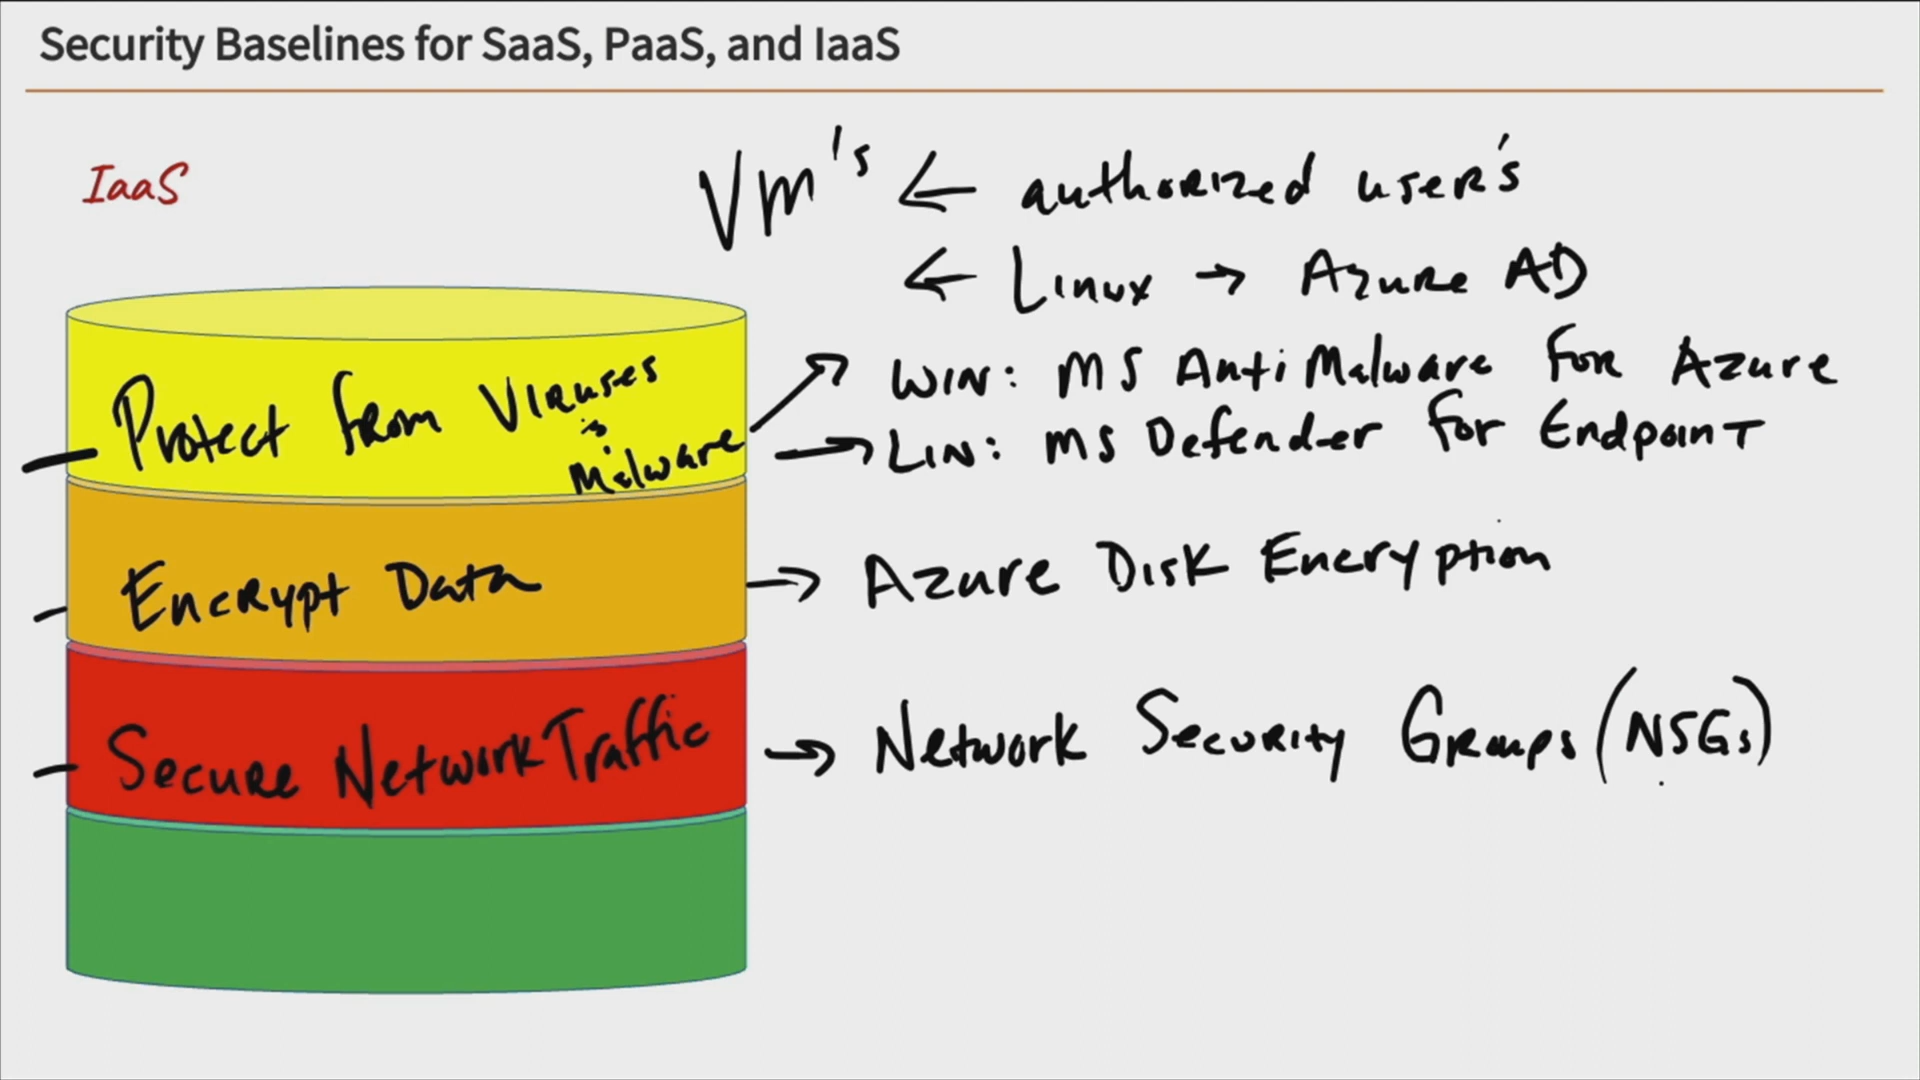 Security Baselines for SaaS, PaaS, and IaaS
IaaS
Vm's ← authorized user's
← Linux → Azure AD
Protect from Viruses
& Malware
→ WIN: MS AntiMalware for Azure
→ LIN: MS Defender for Endpoint
Encrypt Data → Azure Disk Encryption
Secure Network Traffic → Network Security Groups (NSGs)